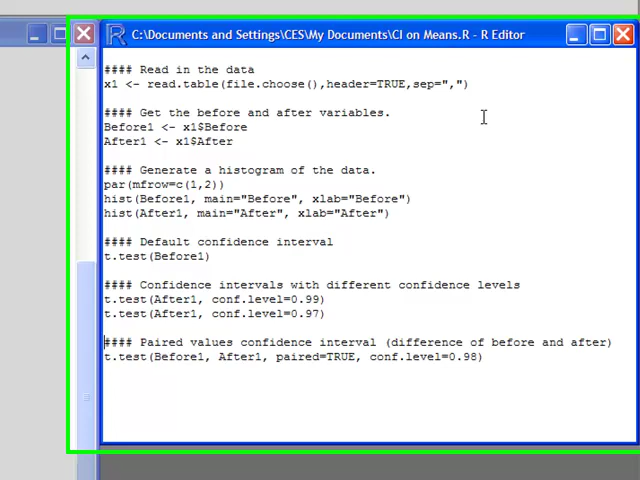 C:\Documents and Settings\CES\My Documents\CI on Means.R - R Editor
#### Read in the data
x1 <- read.table(file.choose(),header=TRUE,sep=",")
#### Get the before and after variables.
Before1 <- x1$Before
After1 <- x1$After
#### Generate a histogram of the data.
par(mfrow=c(1,2))
hist(Before1, main="Before", xlab="Before")
hist(After1, main="After", xlab="After")
#### Default confidence interval
t.test(Before1)
#### Confidence intervals with different confidence levels
t.test(After1, conf.level=0.99)
t.test(After1, conf.level=0.97)
#### Paired values confidence interval (difference of before and after)
t.test(Before1, After1, paired=TRUE, conf.level=0.98)